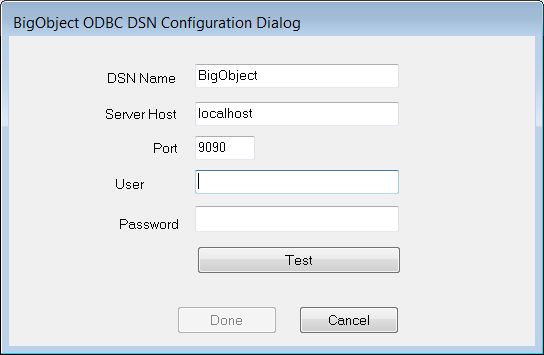 BigObject ODBC DSN Configuration Dialog
DSN Name BigObject
Server Host localhost
Port 9090
User
Password
Test
Done Cancel